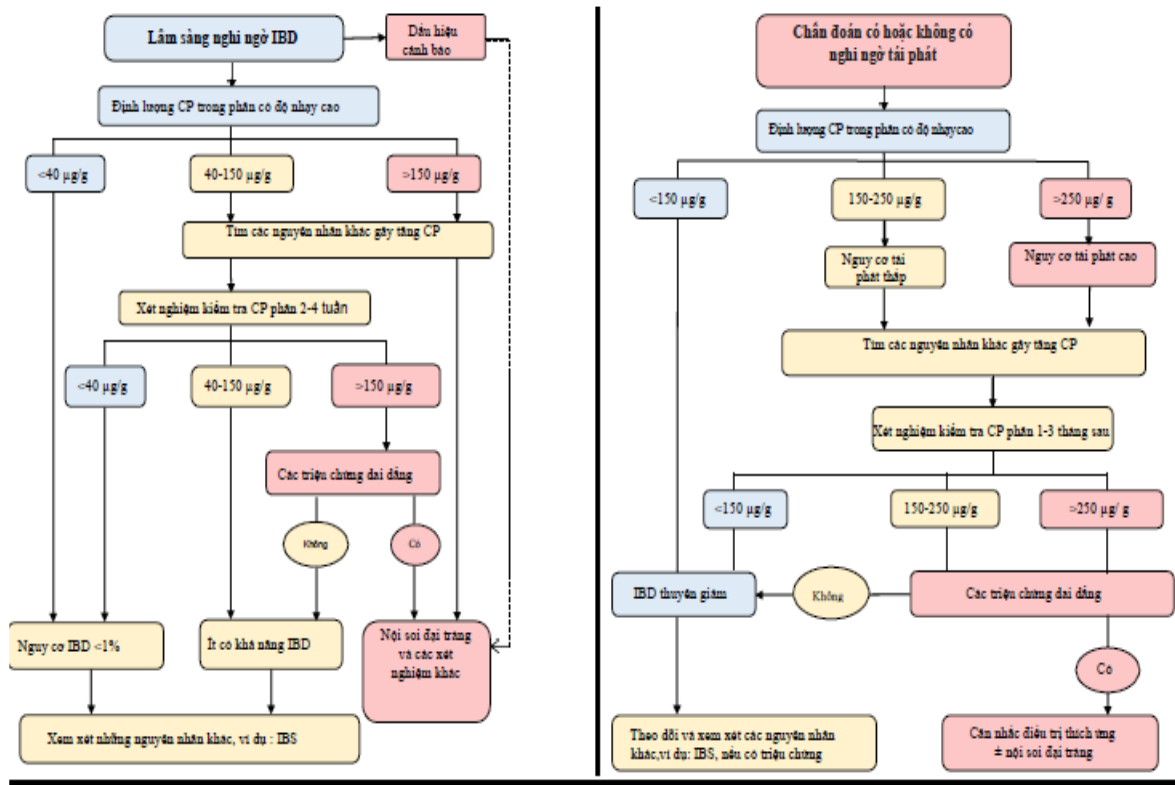 Lâm sàng nghi ngờ IBD
Dấu hiệu
cảnh báo
Định lượng CP trong phân có độ nhạy cao
<40 µg/g
40-150 µg/g
>150 µg/g
Tìm các nguyên nhân khác gây tăng CP
Xét nghiệm kiểm tra CP phân 2-4 tuần
<40 µg/g
40-150 µg/g
>150 µg/g
Các triệu chứng dai dẳng
Không
Có
Nguy cơ IBD <1%
Ít có khả năng IBD
Nội soi đại tràng
và các xét
nghiệm khác
Xem xét những nguyên nhân khác, ví dụ : IBS
Chẩn đoán có hoặc không có
nghi ngờ tái phát
Định lượng CP trong phân có độ nhạycao
<150 µg/g
150-250 µg/g
>250 µg/ g
Nguy cơ tái
phát thấp
Nguy cơ tái phát cao
Tìm các nguyên nhân khác gây tăng CP
Xét nghiệm kiểm tra CP phân 1-3 tháng sau
<150 µg/g
150-250 µg/g
>250 µg/ g
IBD thuyên giảm
Không
Các triệu chứng dai dẳng
Có
Theo dõi và xem xét các nguyên nhân
khác,ví dụ: IBS, nếu có triệu chứng
Cân nhắc điều trị thích ứng
± nội soi đại tràng